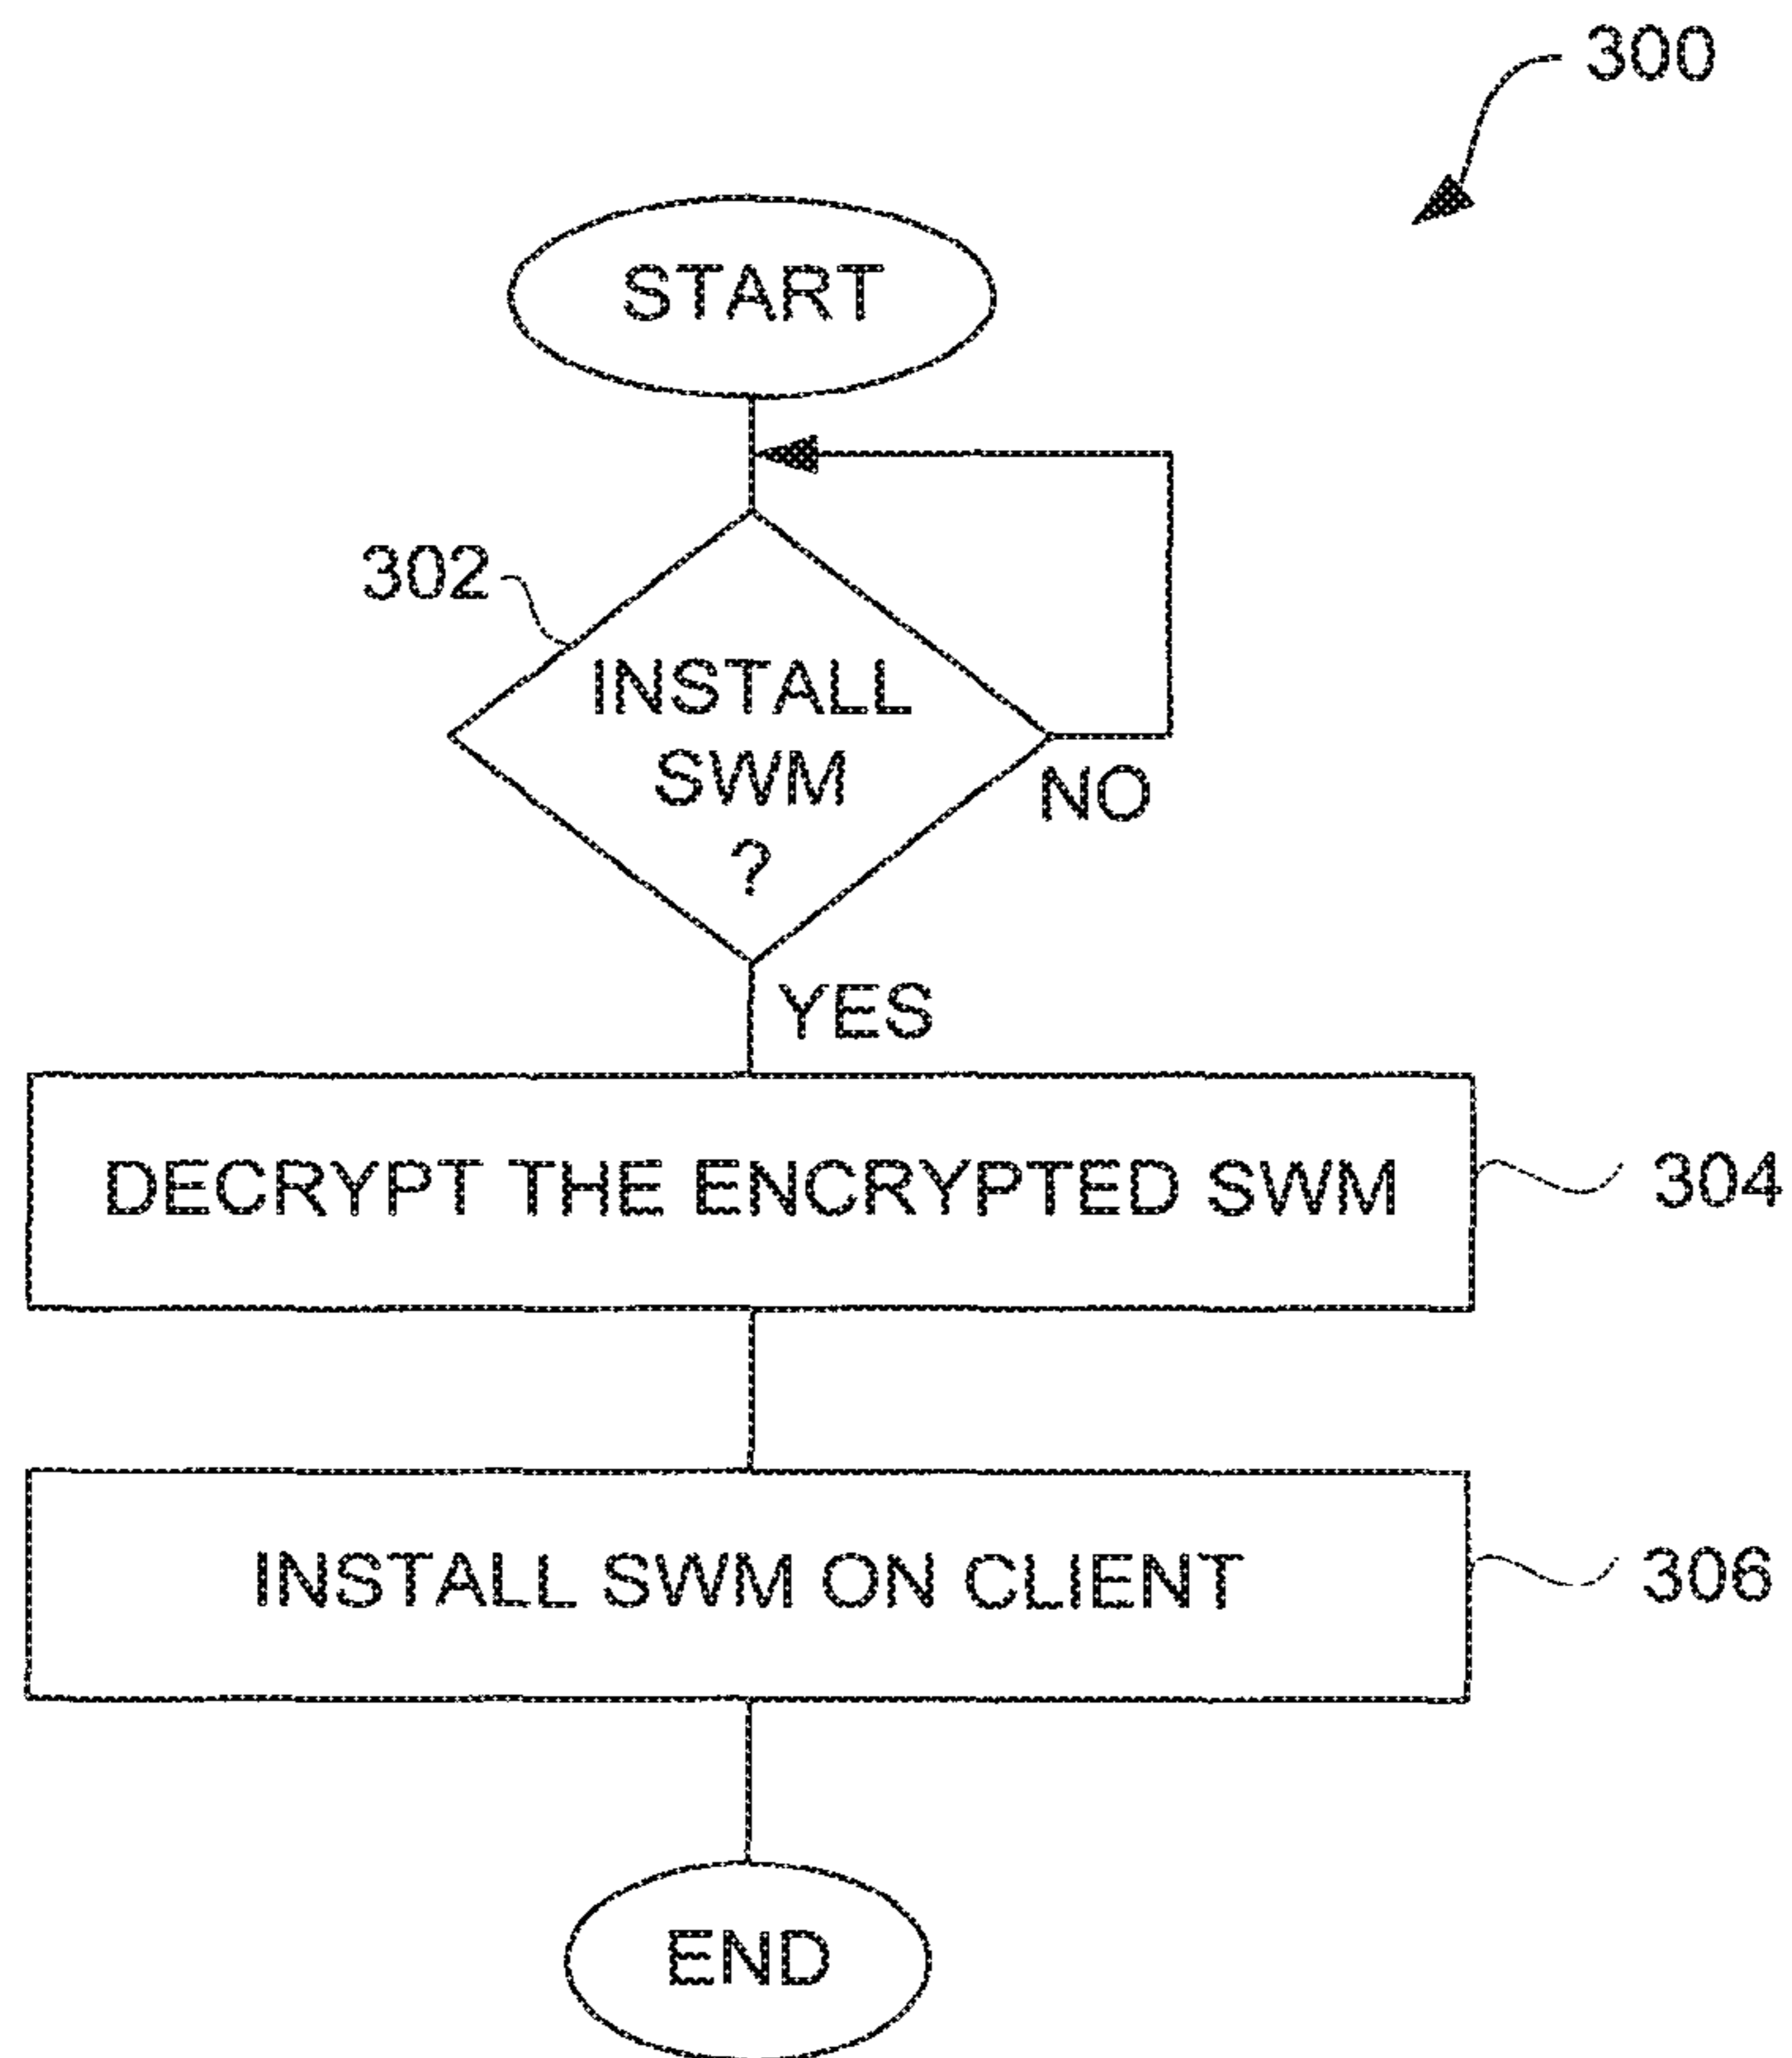 300
START
302
INSTALL
SWM
?
NO
YES
DECRYPT THE ENCRYPTED SWM
304
INSTALL SWM ON CLIENT
306
END